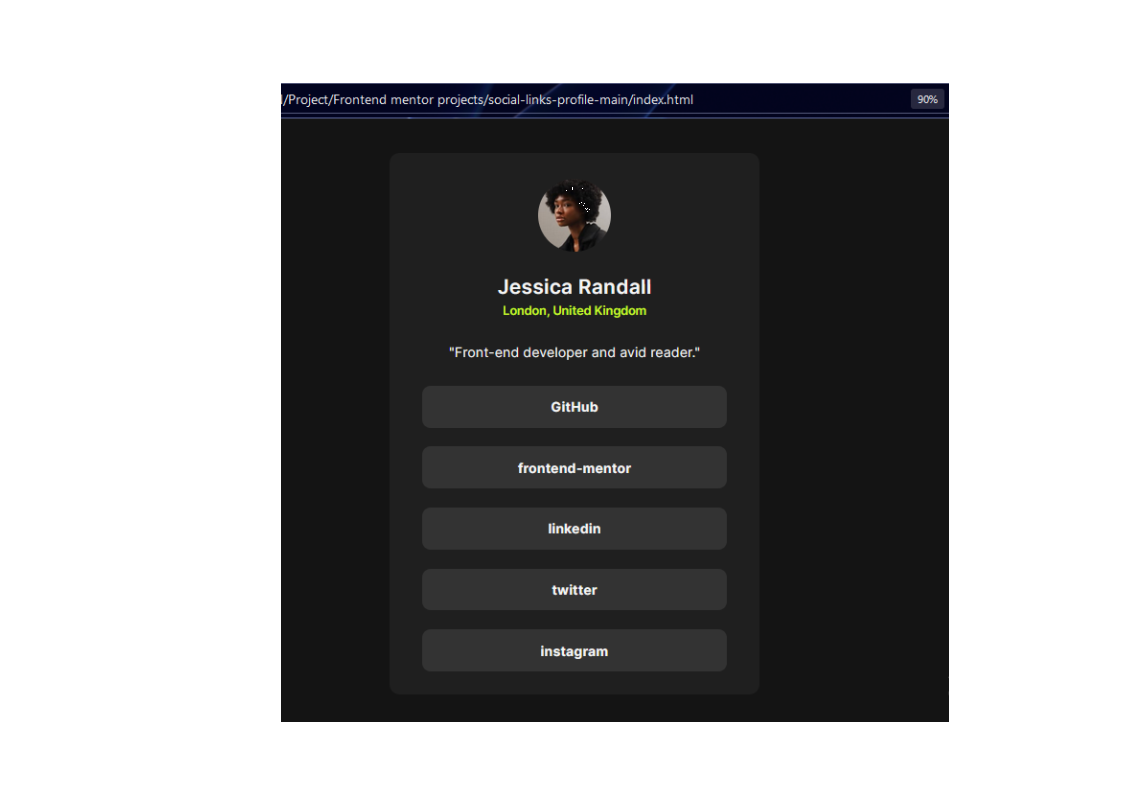 /Project/Frontend mentor projects/social-links-profile-main/index.html
90%
Jessica Randall
London, United Kingdom
"Front-end developer and avid reader."
GitHub
frontend-mentor
linkedin
twitter
instagram